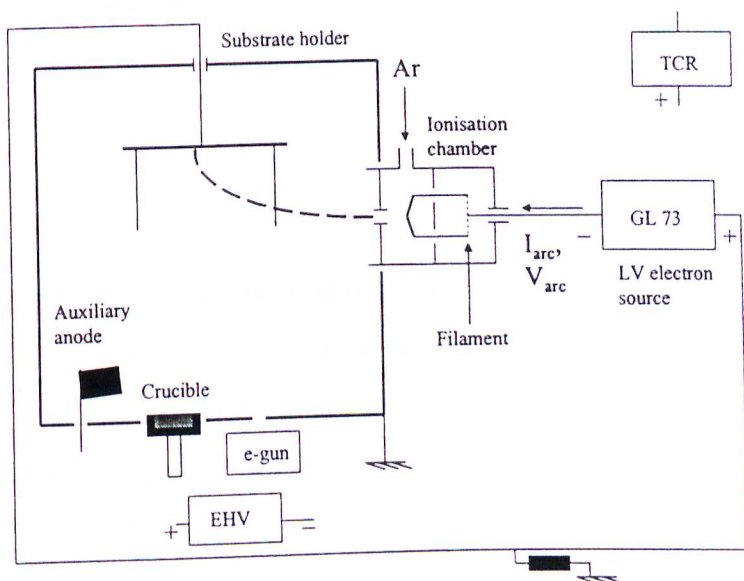 Substrate holder
Ar
TCR
+
Ionisation
chamber
GL 73
−
+
I_arc,
V_arc
LV electron
source
Filament
Auxiliary
anode
Crucible
e-gun
EHV
+
=